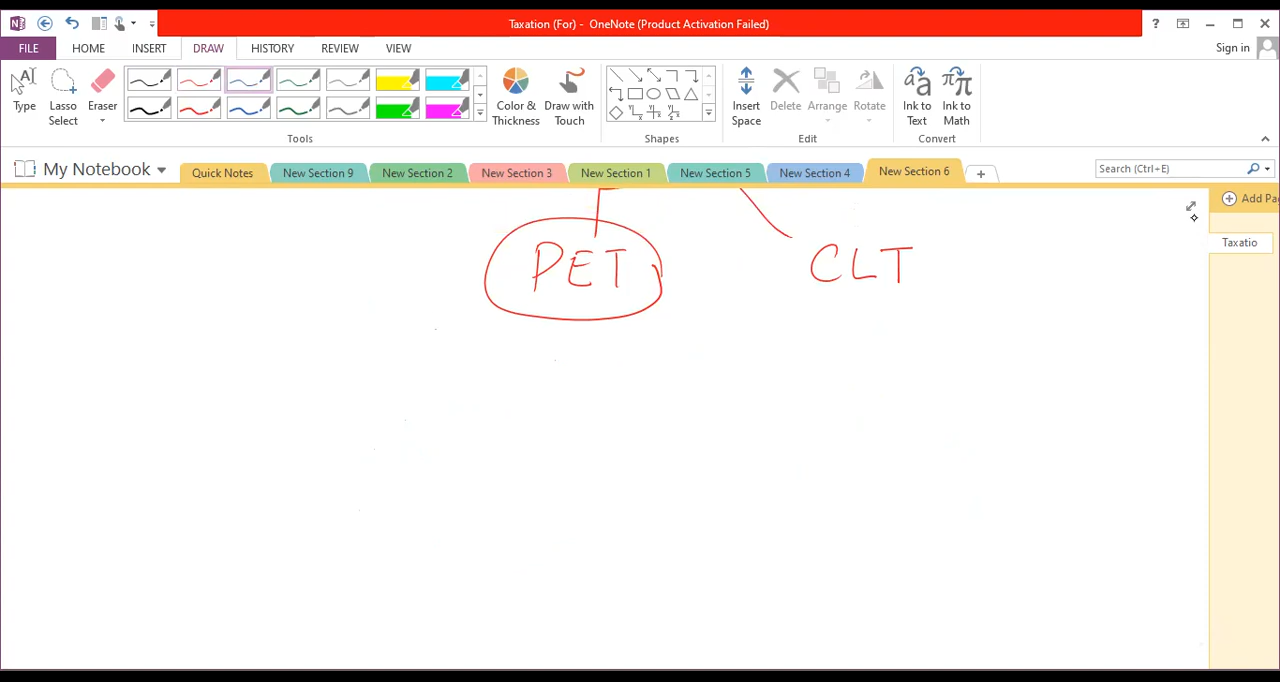 Taxation (For) - OneNote (Product Activation Failed)
?
FILE HOME INSERT DRAW HISTORY REVIEW VIEW
Sign in
Type Lasso Select Eraser
Color & Thickness Draw with Touch
Insert Space Delete Arrange Rotate
Ink to Text Ink to Math
Tools Shapes Edit Convert
My Notebook Quick Notes New Section 9 New Section 2 New Section 3 New Section 1 New Section 5 New Section 4 New Section 6
Search (Ctrl+E)
Add Pag
Taxatio
PET CLT